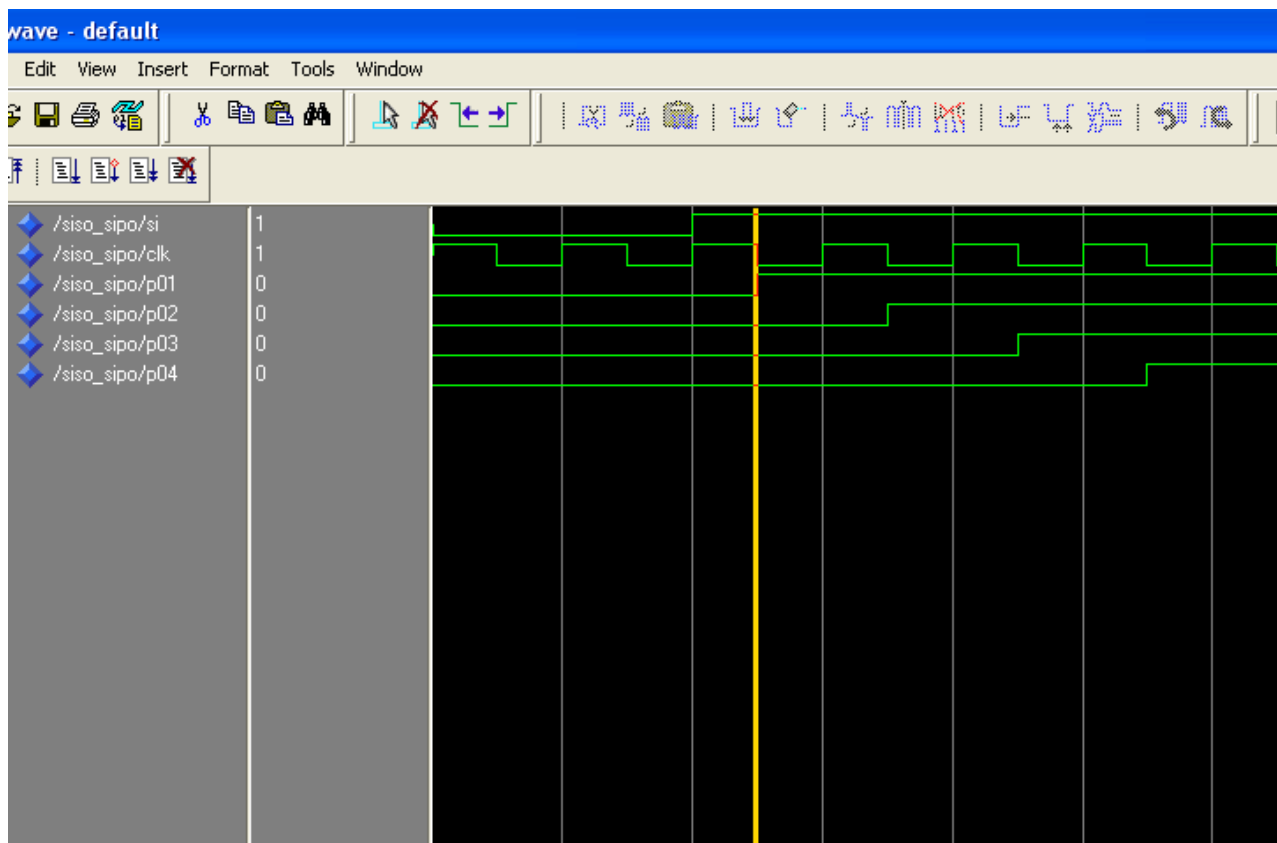 wave - default
Edit View Insert Format Tools Window
/siso_sipo/si 1
/siso_sipo/clk 1
/siso_sipo/p01 0
/siso_sipo/p02 0
/siso_sipo/p03 0
/siso_sipo/p04 0